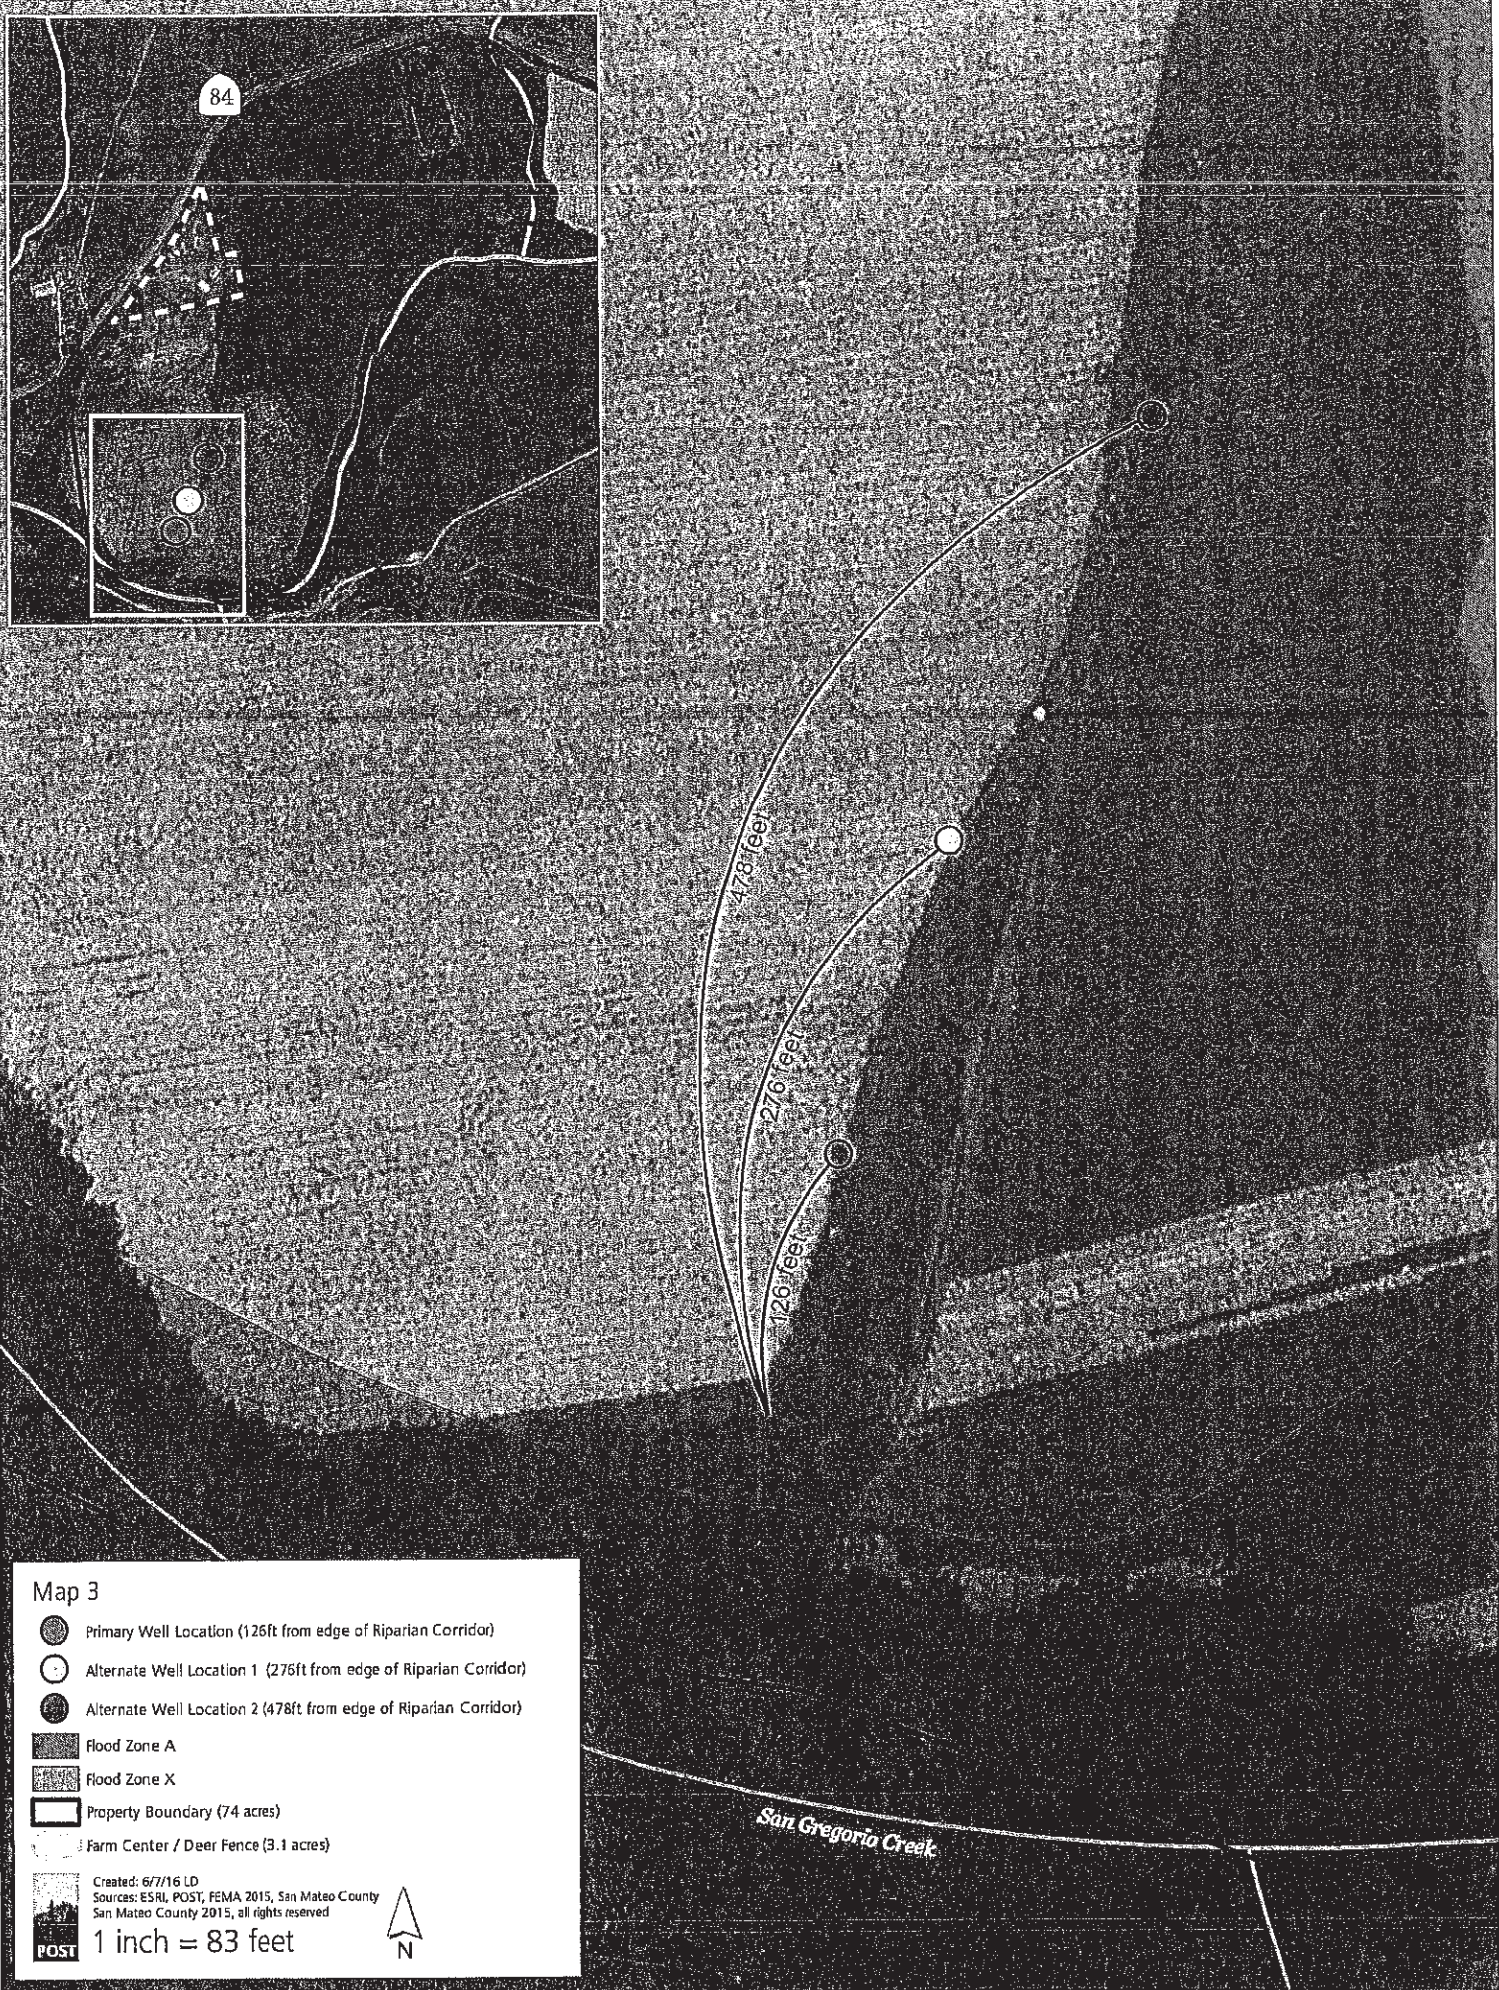 84
478 feet
276 feet
126 feet
San Gregorio Creek
Map 3
Primary Well Location (126ft from edge of Riparian Corridor)
Alternate Well Location 1 (276ft from edge of Riparian Corridor)
Alternate Well Location 2 (478ft from edge of Riparian Corridor)
Flood Zone A
Flood Zone X
Property Boundary (74 acres)
Farm Center / Deer Fence (3.1 acres)
Created: 6/7/16 LD
Sources: ESRI, POST, FEMA 2015, San Mateo County
San Mateo County 2015, all rights reserved
POST
1 inch = 83 feet
N